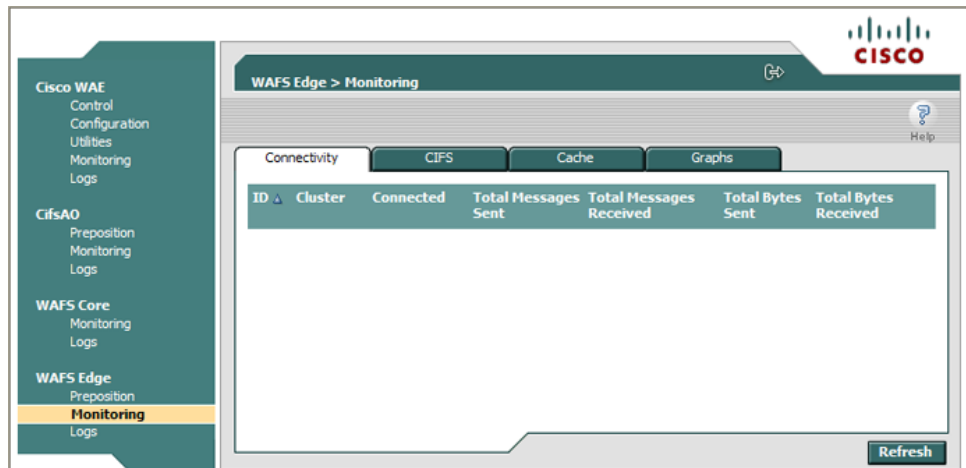 CISCO
WAFS Edge > Monitoring
Help
Cisco WAE
Control
Configuration
Utilities
Monitoring
Logs
CifsAO
Preposition
Monitoring
Logs
WAFS Core
Monitoring
Logs
WAFS Edge
Preposition
Monitoring
Logs
Connectivity CIFS Cache Graphs
ID Cluster Connected Total Messages Sent Total Messages Received Total Bytes Sent Total Bytes Received
Refresh